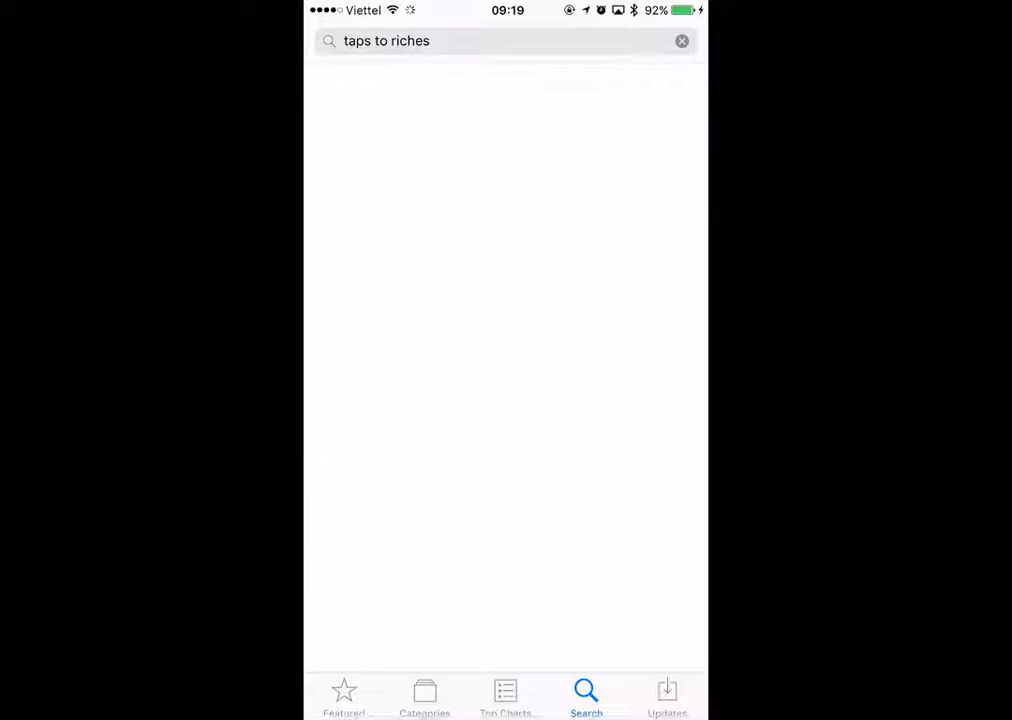 Viettel 09:19 92%
taps to riches
Featured Categories Top Charts Search Updates